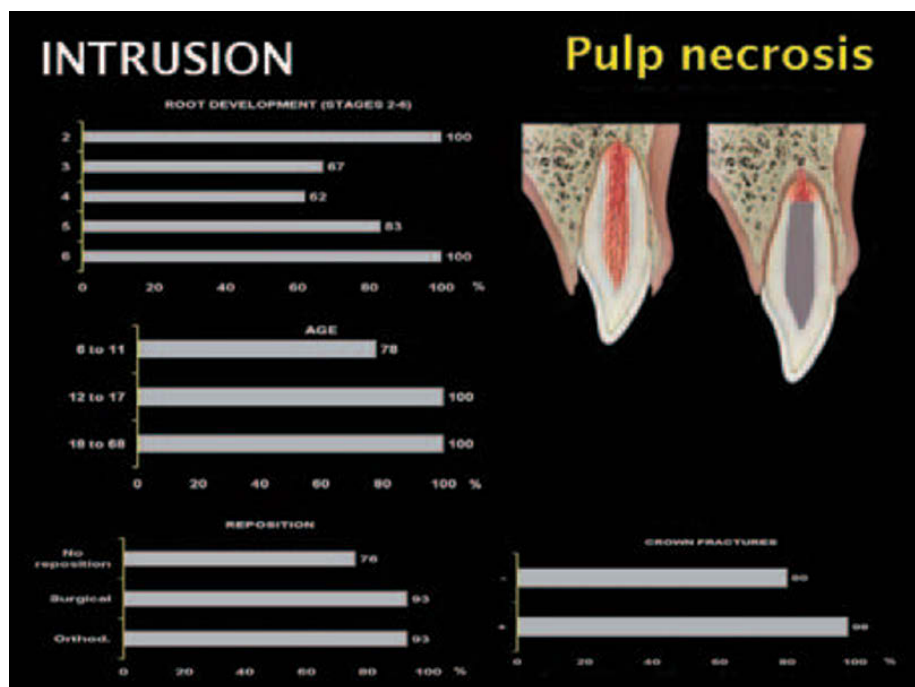 INTRUSION
Pulp necrosis
ROOT DEVELOPMENT (STAGES 2-6)
2 100
3 67
4 62
5 83
6 100
0 20 40 60 80 100 %
AGE
6 to 11 78
12 to 17 100
18 to 68 100
0 20 40 60 80 100 %
REPOSITION
No
reposition 76
Surgical 93
Orthod. 93
0 20 40 60 80 100 %
CROWN FRACTURES
- 80
+
0 20 40 60 80 100 %